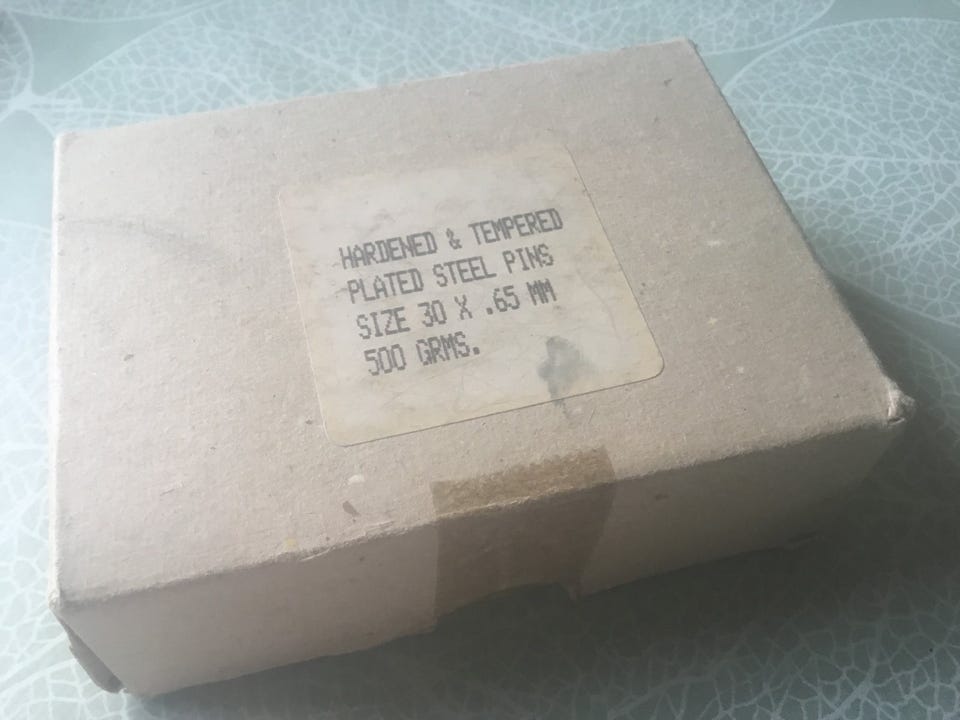 HARDENED & TEMPERED
PLATED STEEL PINS
SIZE 30 X .65 MM
500 GRMS.